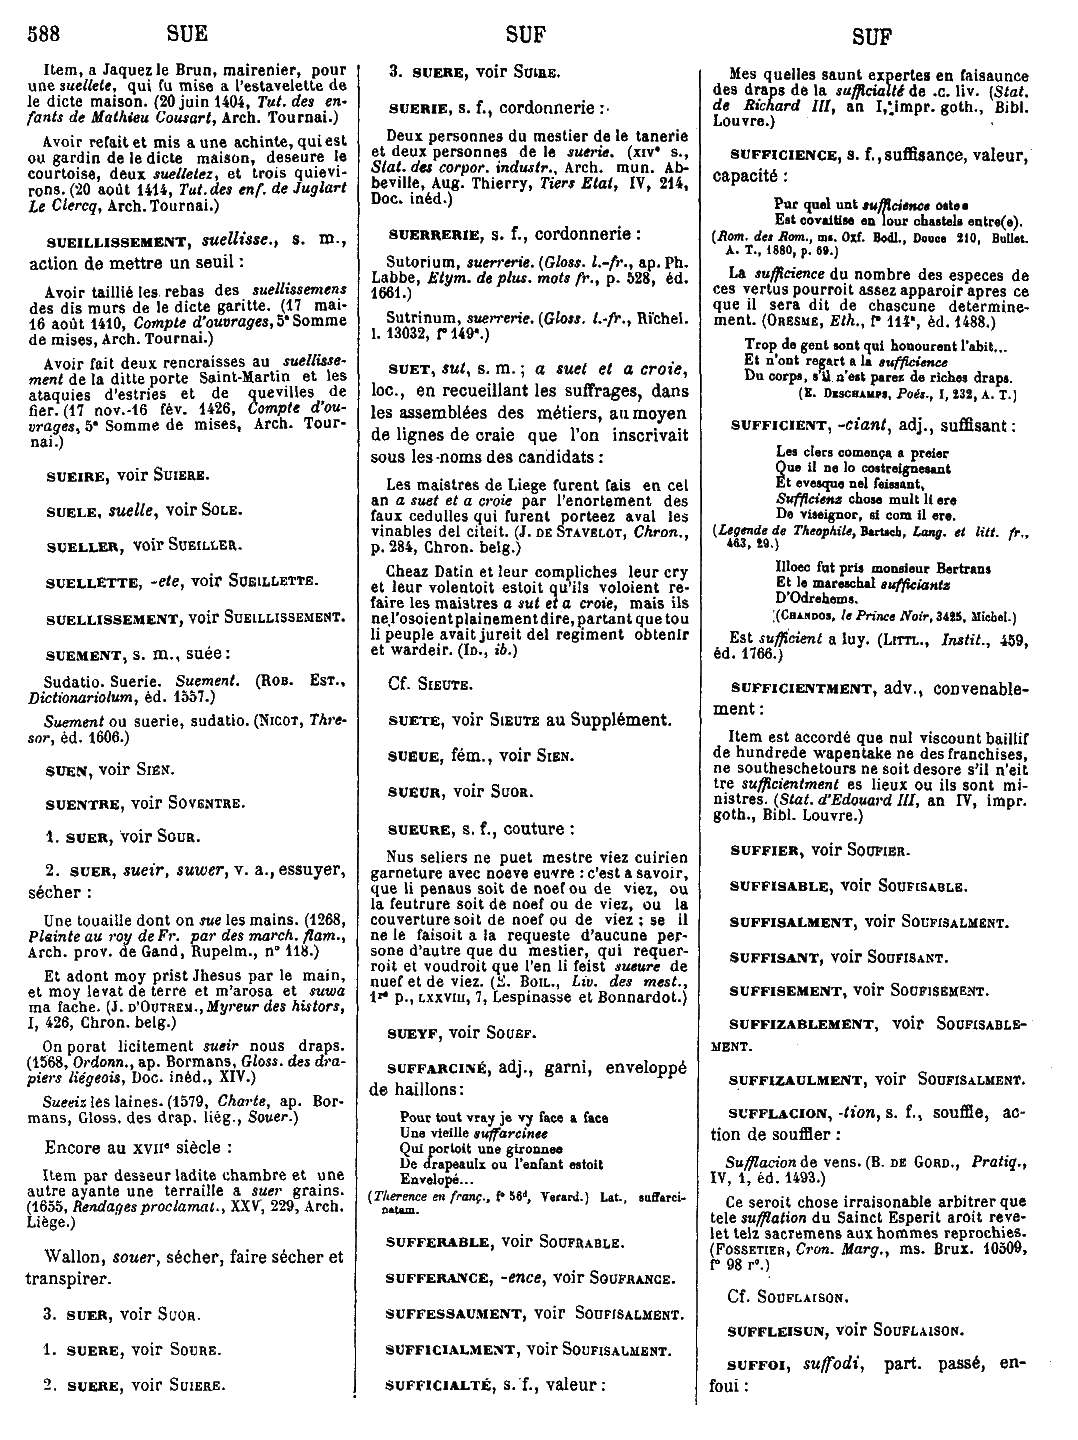 588 SUE SUF SUF
Item, a Jaquez le Brun, mairenier, pour
une suellete, qui fu mise a l'estavelette de
le dicte maison. (20 juin 1404, Tut. des en-
fants de Mathieu Cousart, Arch. Tournai.)
Avoir refait et mis a une achinte, qui est
ou gardin de le dicte maison, deseure le
courtoise, deux suelletez, et trois quievi-
rons. (20 août 1414, Tut. des enf. de Juglart
Le Clercq, Arch. Tournai.)
SUEILLISSEMENT, suellisse., s. m.,
action de mettre un seuil :
Avoir taillié les rebas des suellissemens
des dis murs de le dicte garitte. (17 mai-
16 août 1410, Compte d'ouvrages, 5e Somme
de mises, Arch. Tournai.)
Avoir fait deux rencraisses au suellisse-
ment de la ditte porte Saint-Martin et les
ataquies d'estries et de quevilles de
fier. (17 nov.-16 fév. 1426, Compte d'ou-
vrages, 5e Somme de mises, Arch. Tour-
nai.)
SUEIRE, voir SUIERE.
SUELE, suelle, voir SOLE.
SUELLER, voir SUEILLER.
SUELLETTE, -ete, voir SUEILLETTE.
SUELLISSEMENT, voir SUEILLISSEMENT.
SUEMENT, s. m., suée :
Sudatio. Suerie. Suement. (ROB. EST.,
Dictionariolum, éd. 1557.)
Suement ou suerie, sudatio. (NICOT, Thre-
sor, éd. 1606.)
SUEN, voir SIEN.
SUENTRE, voir SOVENTRE.
1. SUER, voir SOUR.
2. SUER, sueir, suwer, v. a., essuyer,
sécher :
Une touaille dont on sue les mains. (1268,
Plainte au roy de Fr. par des march. flam.,
Arch. prov. de Gand, Rupelm., n° 118.)
Et adont moy prist Jhesus par le main,
et moy levat de terre et m'arosa et suwa
ma fache. (J. D'OUTREM., Myreur des histors,
I, 426, Chron. belg.)
On porat licitement sueir nous draps.
(1568, Ordonn., ap. Bormans, Gloss. des dra-
piers liégeois, Doc. inéd., XIV.)
Sueeiz les laines. (1579, Charte, ap. Bor-
mans, Gloss. des drap. liég., Souer.)
Encore au XVIIe siècle :
Item par desseur ladite chambre et une
autre ayante une terraille a suer grains.
(1655, Rendages proclamat., XXV, 229, Arch.
Liège.)
Wallon, souer, sécher, faire sécher et
transpirer.
3. SUER, voir SUOR.
1. SUERE, voir SOURE.
2. SUERE, voir SUIERE.
3. SUERE, voir SUIRE.
SUERIE, s. f., cordonnerie :
Deux personnes du mestier de le tanerie
et deux personnes de le suerie. (XIVe s.,
Stat. des corpor. industr., Arch. mun. Ab-
beville, Aug. Thierry, Tiers Etat, IV, 214,
Doc. inéd.)
SUERRERIE, s. f., cordonnerie :
Sutorium, suerrerie. (Gloss. l.-fr., ap. Ph.
Labbe, Etym. de plus. mots fr., p. 528, éd.
1661.)
Sutrinum, suerrerie. (Gloss. l.-fr., Richel.
l. 13032, f° 149a.)
SUET, sut, s. m. ; a suet et a croie,
loc., en recueillant les suffrages, dans
les assemblées des métiers, au moyen
de lignes de craie que l'on inscrivait
sous les noms des candidats :
Les maistres de Liege furent fais en cel
an a suet et a croie par l'enortement des
faux cedulles qui furent porteez aval les
vinables del citeit. (J. DE STAVELOT, Chron.,
p. 284, Chron. belg.)
Cheaz Datin et leur compliches leur cry
et leur volentoit estoit qu'ils voloient re-
faire les maistres a sut et a croie, mais ils
ne l'osoient plainement dire, partant que tou
li peuple avait jureit del regiment obtenir
et wardeir. (ID., ib.)
Cf. SIEUTE.
SUETE, voir SIEUTE au Supplément.
SUEUE, fém., voir SIEN.
SUEUR, voir SUOR.
SUEURE, s. f., couture :
Nus seliers ne puet mestre viez cuirien
garneture avec noeve euvre : c'est a savoir,
que li penaus soit de noef ou de viez, ou
la feutrure soit de noef ou de viez, ou la
couverture soit de noef ou de viez ; se il
ne le faisoit a la requeste d'aucune per-
sone d'autre que du mestier, qui requer-
roit et voudroit que l'en li feist sueure de
nuef et de viez. (E. BOIL., Liv. des mest.,
1re p., LXXVIII, 7, Lespinasse et Bonnardot.)
SUEYF, voir SOUEF.
SUFFARCINÉ, adj., garni, enveloppé
de haillons :
Pour tout vray je vy face a face
Une vieille suffarcinee
Qui portoit une gironnee
De drapeaulx ou l'enfant estoit
Envelopé...
(Therence en franç., f° 56d, Verard.) Lat., suffarci-
natam.
SUFFERABLE, voir SOUFRABLE.
SUFFERANCE, -ence, voir SOUFRANCE.
SUFFESSAUMENT, voir SOUFISALMENT.
SUFFICIALMENT, voir SOUFISALMENT.
SUFFICIALTÉ, s. f., valeur :
Mes quelles saunt expertes en faisaunce
des draps de la sufficialté de .c. liv. (Stat.
de Richard III, an I, impr. goth., Bibl.
Louvre.)
SUFFICIENCE, s. f., suffisance, valeur,
capacité :
Pur quel unt sufficience ostee
Est covaitise en lour chastels entre(e).
(Rom. des Rom., ms. Oxf. Bodl., Douce 210, Bullet.
A. T., 1880, p. 69.)
La sufficience du nombre des especes de
ces vertus pourroit assez apparoir apres ce
que il sera dit de chascune determine-
ment. (ORESME, Eth., f° 114a, éd. 1488.)
Trop de gent sont qui honourent l'abit...
Et n'ont regart a la sufficience
Du corps, s'il n'est parez de riches draps.
(E. DESCHAMPS, Poés., I, 232, A. T.)
SUFFICIENT, -ciant, adj., suffisant :
Les clers comença a preier
Que il ne lo costreignesant
Et evesque nel feissant,
Sufficienz chose mult li ere
De viseignor, si com il ere.
(Legende de Theophile, Bartsch, Lang. et litt. fr.,
463, 29.)
Illoec fut pris monsieur Bertrans
Et le mareschal sufficiantz
D'Odrehems.
(CHANDOS, le Prince Noir, 3425, Michel.)
Est sufficient a luy. (LITTL., Instit., 459,
éd. 1766.)
SUFFICIENTMENT, adv., convenable-
ment :
Item est accordé que nul viscount baillif
de hundrede wapentake ne des franchises,
ne southeschetours ne soit desore s'il n'eit
tre sufficientment es lieux ou ils sont mi-
nistres. (Stat. d'Edouard III, an IV, impr.
goth., Bibl. Louvre.)
SUFFIER, voir SOUFIER.
SUFFISABLE, voir SOUFISABLE.
SUFFISALMENT, voir SOUFISALMENT.
SUFFISANT, voir SOUFISANT.
SUFFISEMENT, voir SOUFISEMENT.
SUFFIZABLEMENT, voir SOUFISABLE-
MENT.
SUFFIZAULMENT, voir SOUFISALMENT.
SUFFLACION, -tion, s. f., souffle, ac-
tion de souffler :
Sufflacion de vens. (B. DE GORD., Pratiq.,
IV, 1, éd. 1493.)
Ce seroit chose irraisonable arbitrer que
tele sufflation du Sainct Esperit aroit reve-
let telz sacremens aux hommes reprochies.
(FOSSETIER, Cron. Marg., ms. Brux. 10509,
f° 98 r°.)
Cf. SOUFLAISON.
SUFFLEISUN, voir SOUFLAISON.
SUFFOI, suffodi, part. passé, en-
foui :